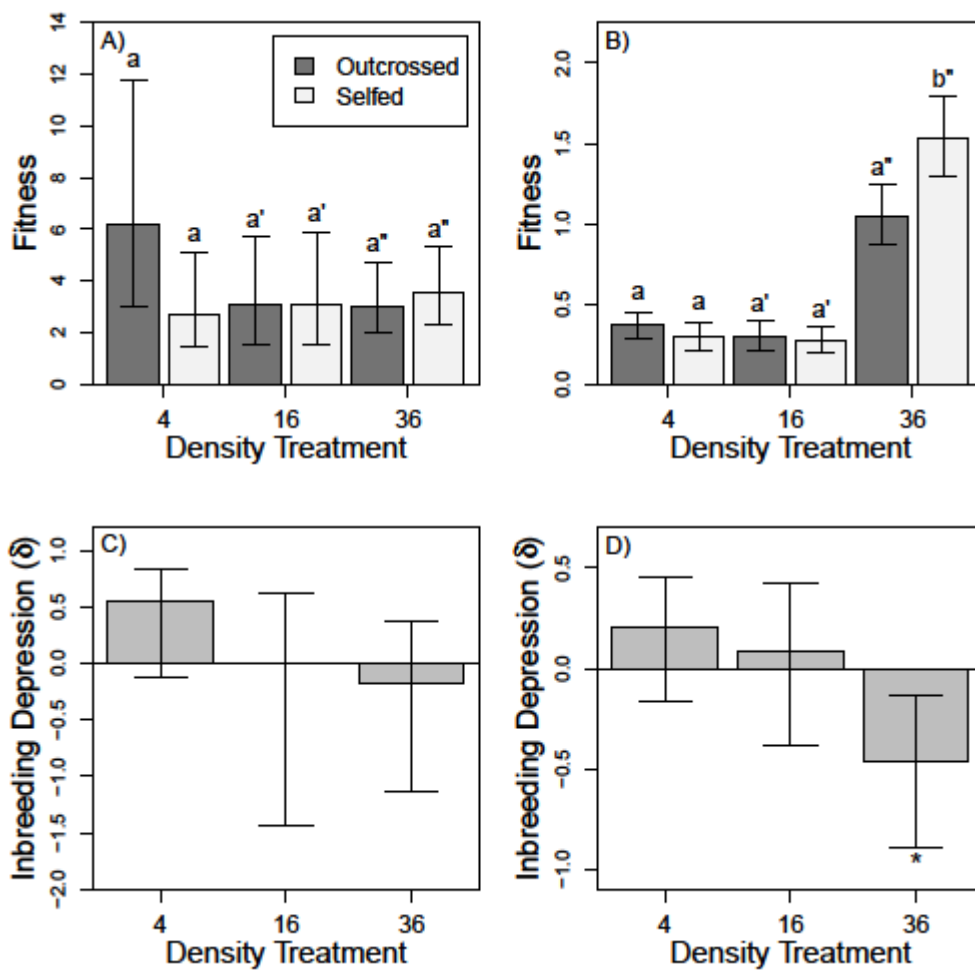 A)
Outcrossed
Selfed
Fitness
0 2 4 6 8 10 12 14
a a a' a' a" a"
4 16 36
Density Treatment
B)
Fitness
0.0 0.5 1.0 1.5 2.0
a a a' a' a" b"
4 16 36
Density Treatment
C)
Inbreeding Depression (δ)
−2.0 −1.5 −1.0 −0.5 0.0 0.5 1.0
4 16 36
Density Treatment
D)
Inbreeding Depression (δ)
−1.0 −0.5 0.0 0.5
*
4 16 36
Density Treatment